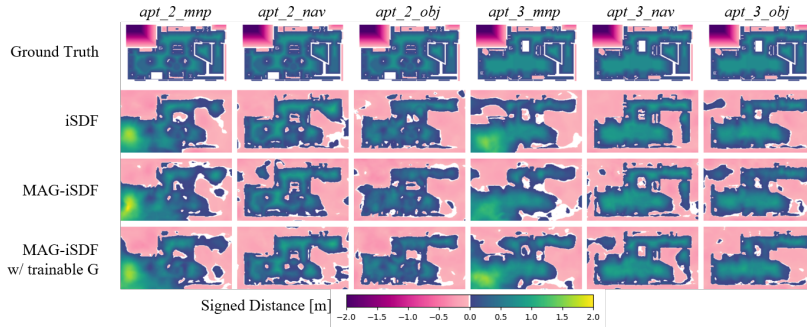 apt_2_mnp apt_2_nav apt_2_obj apt_3_mnp apt_3_nav apt_3_obj
Ground Truth
iSDF
MAG-iSDF
MAG-iSDF
w/ trainable G
Signed Distance [m]
−2.0 −1.5 −1.0 −0.5 0.0 0.5 1.0 1.5 2.0